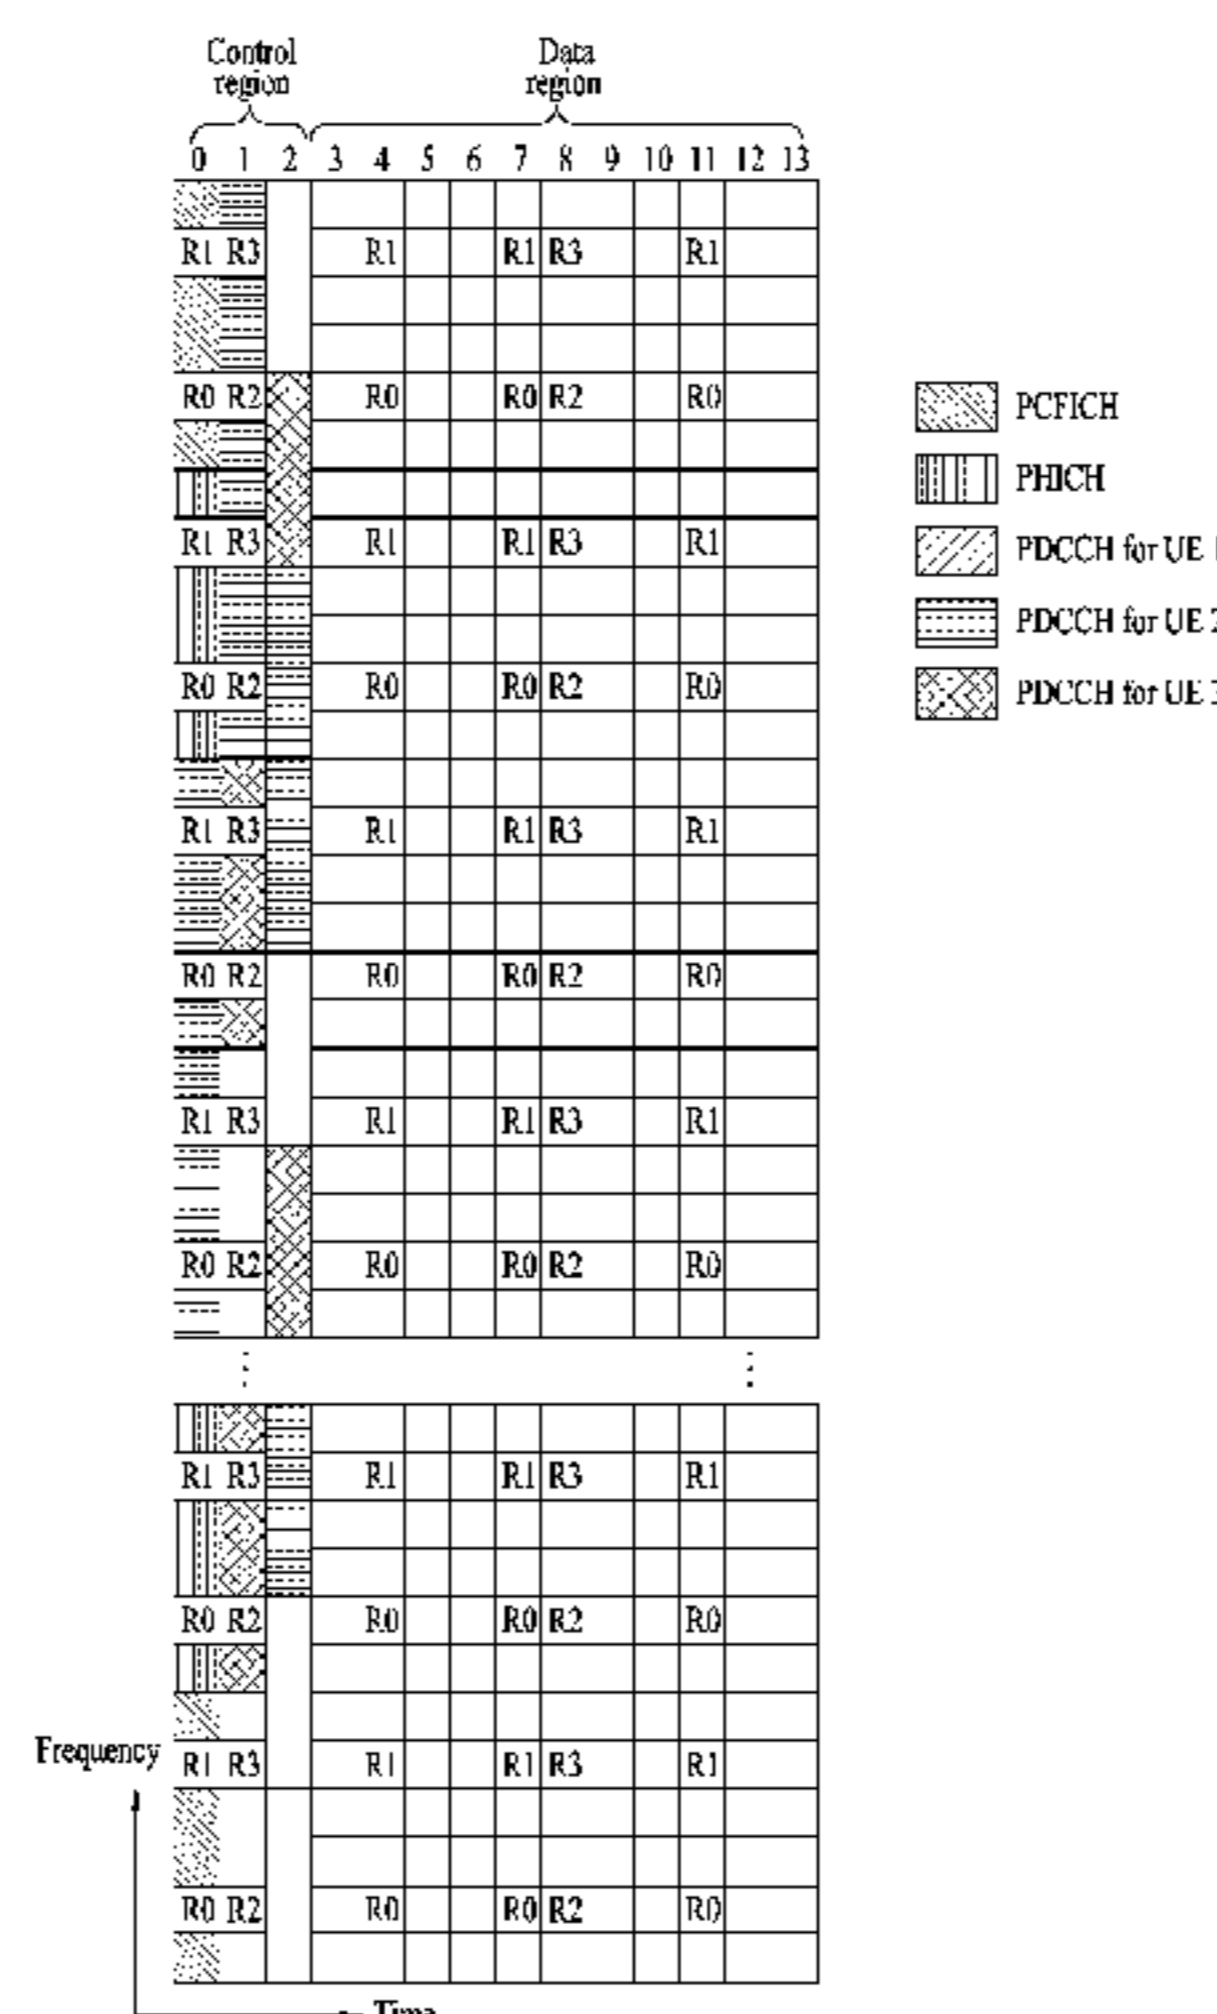 Control region
Data region
0 1 2 3 4 5 6 7 8 9 10 11 12 13
R1 R3 R1 R1 R3 R1
R0 R2 R0 R0 R2 R0
R1 R3 R1 R1 R3 R1
R0 R2 R0 R0 R2 R0
R1 R3 R1 R1 R3 R1
R0 R2 R0 R0 R2 R0
R1 R3 R1 R1 R3 R1
R0 R2 R0 R0 R2 R0
⋮ ⋮
R1 R3 R1 R1 R3 R1
R0 R2 R0 R0 R2 R0
R1 R3 R1 R1 R3 R1
R0 R2 R0 R0 R2 R0
PCFICH
PHICH
PDCCH for UE 1
PDCCH for UE 2
PDCCH for UE 3
Frequency
Time